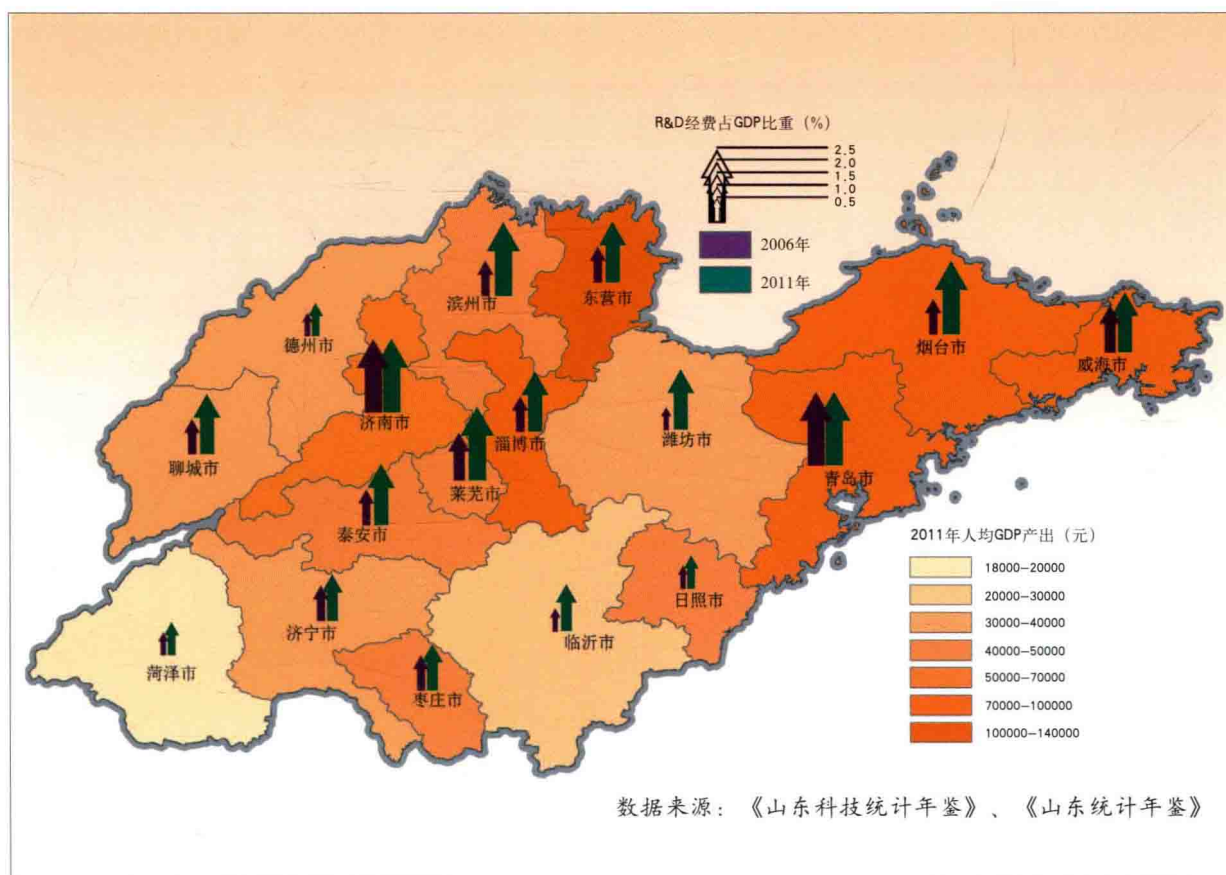 R&D经费占GDP比重（%）
2.5
2.0
1.5
1.0
0.5
2006年
2011年
滨州市
东营市
烟台市
威海市
德州市
济南市
淄博市
潍坊市
青岛市
聊城市
莱芜市
泰安市
日照市
济宁市
临沂市
菏泽市
枣庄市
2011年人均GDP产出（元）
18000—20000
20000—30000
30000—40000
40000—50000
50000—70000
70000—100000
100000—140000
数据来源：《山东科技统计年鉴》、《山东统计年鉴》